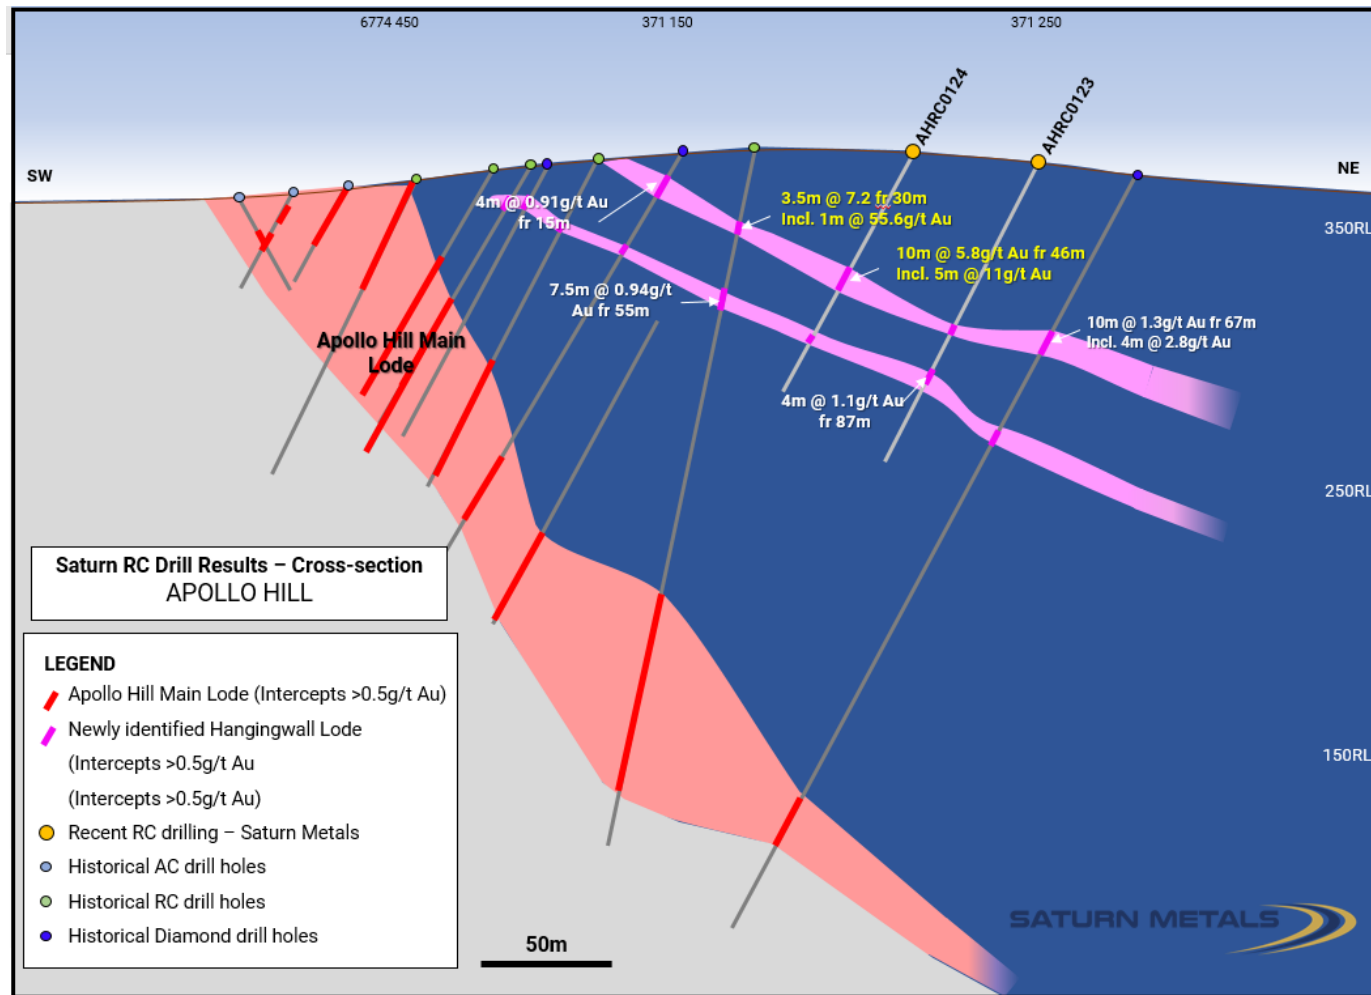 6774 450
371 150
371 250
AHRC0124
AHRC0123
SW
NE
4m @ 0.91g/t Au
fr 15m
3.5m @ 7.2 fr 30m
Incl. 1m @ 55.6g/t Au
350RL
10m @ 5.8g/t Au fr 46m
Incl. 5m @ 11g/t Au
7.5m @ 0.94g/t
Au fr 55m
10m @ 1.3g/t Au fr 67m
Incl. 4m @ 2.8g/t Au
Apollo Hill Main
Lode
4m @ 1.1g/t Au
fr 87m
250RL
Saturn RC Drill Results – Cross-section
APOLLO HILL
LEGEND
Apollo Hill Main Lode (Intercepts >0.5g/t Au)
Newly identified Hangingwall Lode
(Intercepts >0.5g/t Au
(Intercepts >0.5g/t Au)
Recent RC drilling – Saturn Metals
Historical AC drill holes
Historical RC drill holes
Historical Diamond drill holes
150RL
50m
SATURN METALS